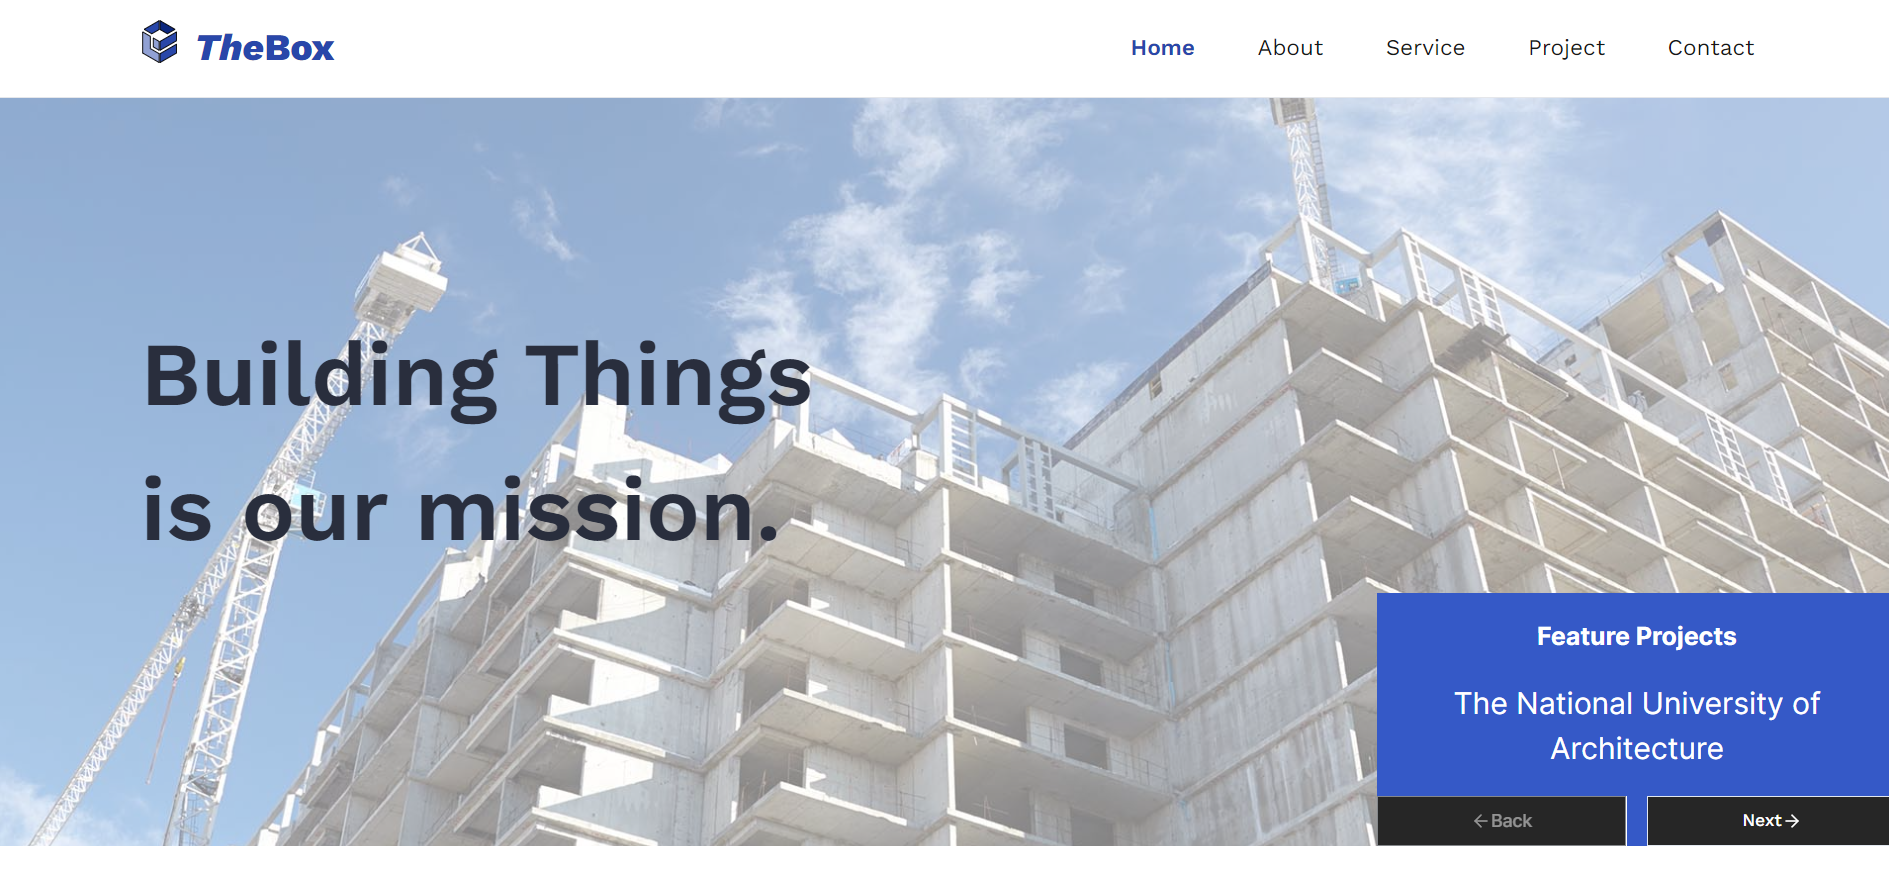 TheBox
Home About Service Project Contact
Building Things
is our mission.
Feature Projects
The National University of
Architecture
←Back Next→